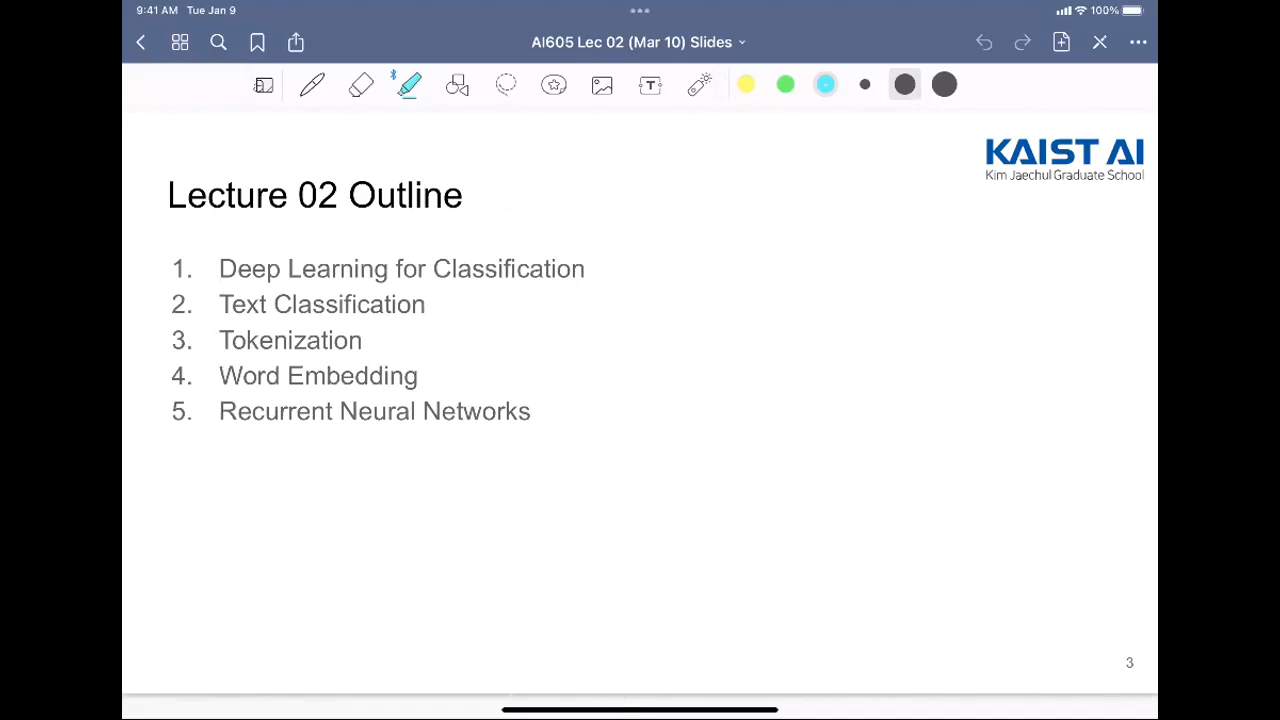 9:41 AM Tue Jan 9
100%
AI605 Lec 02 (Mar 10) Slides
T
KAIST AI
Kim Jaechul Graduate School
Lecture 02 Outline
1. Deep Learning for Classification
2. Text Classification
3. Tokenization
4. Word Embedding
5. Recurrent Neural Networks
3